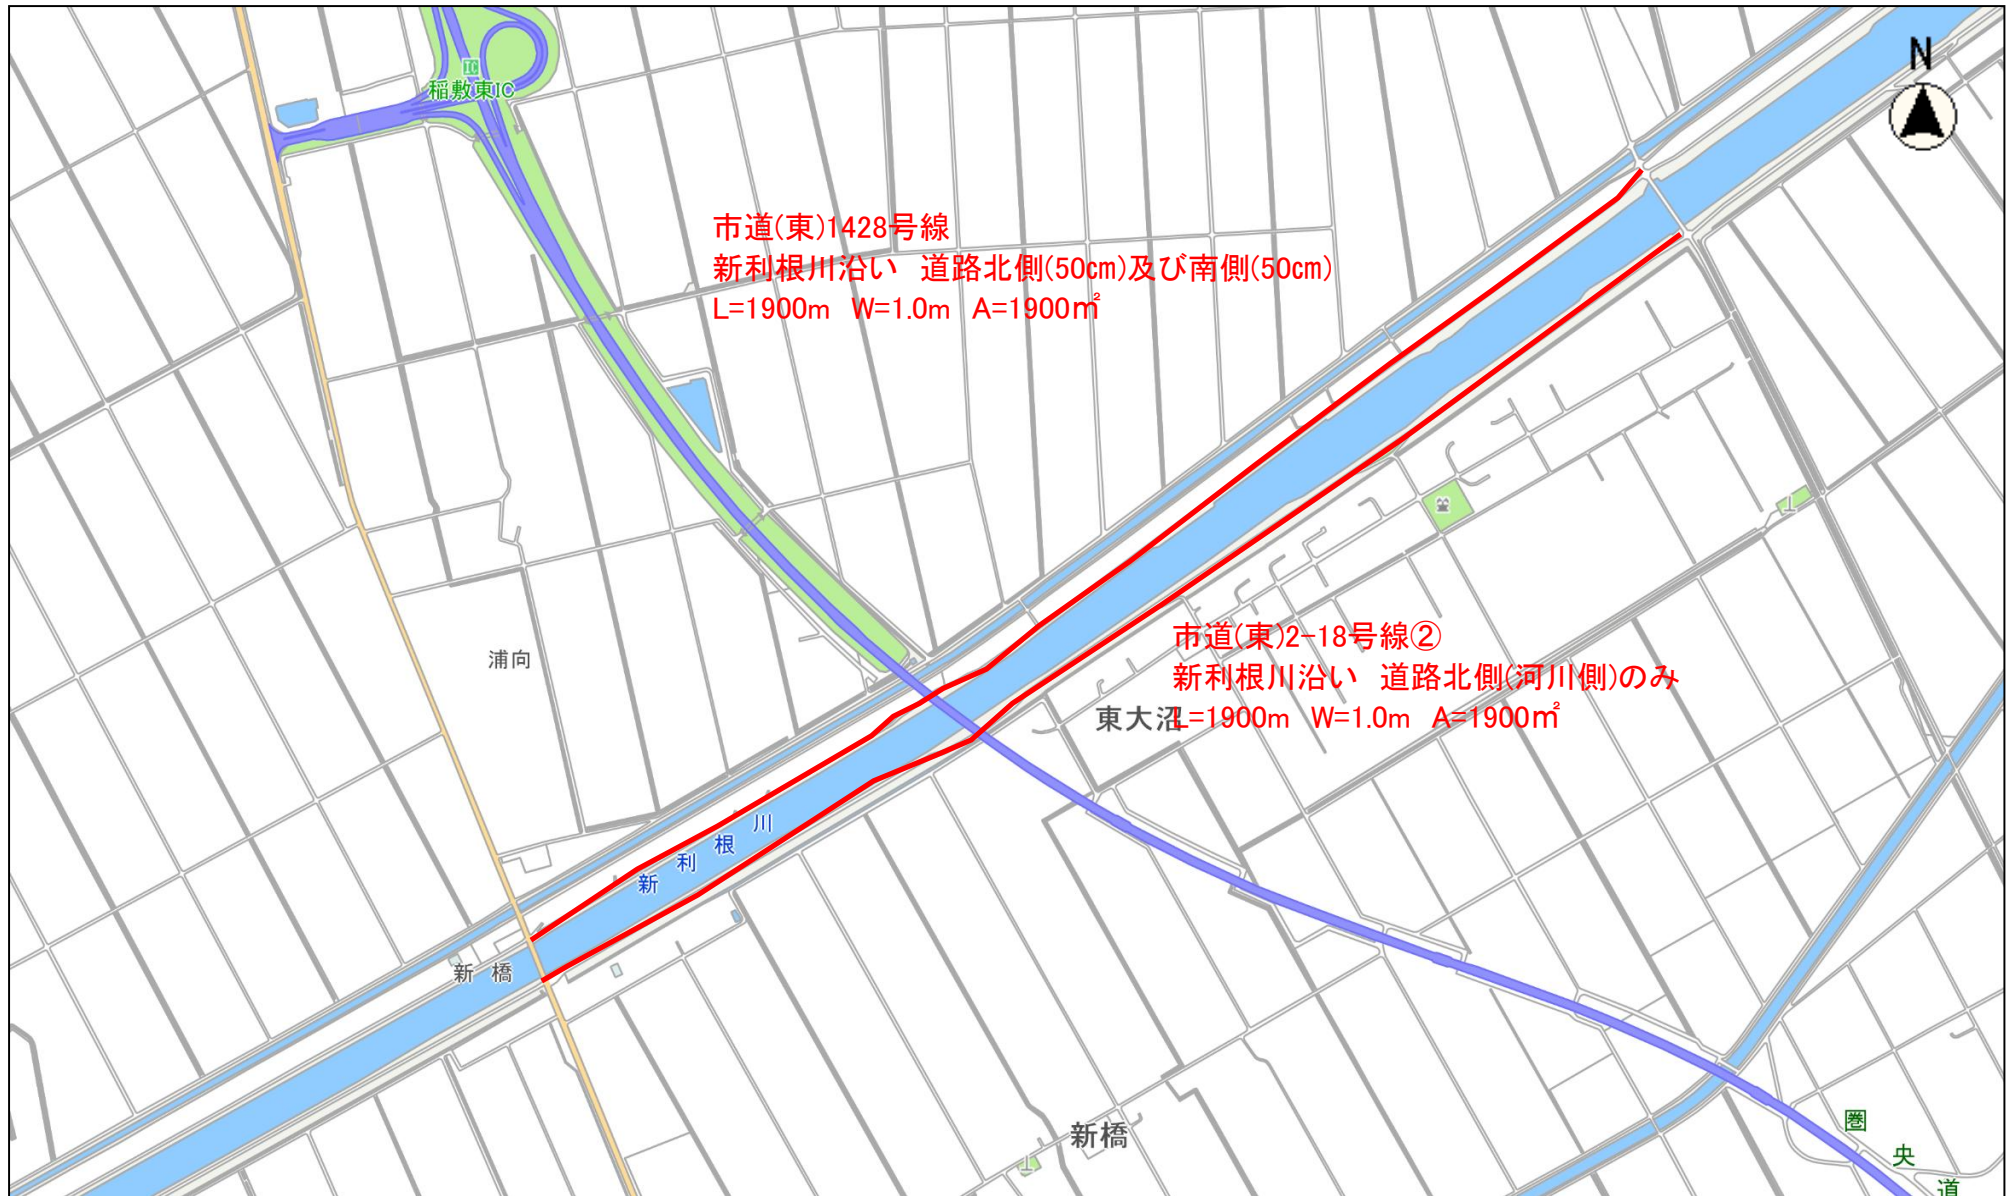 N
IC
稲敷東IC
市道(東)1428号線
新利根川沿い 道路北側(50㎝)及び南側(50㎝)
L=1900m W=1.0m A=1900㎡
市道(東)2-18号線②
新利根川沿い 道路北側(河川側)のみ
L=1900m W=1.0m A=1900㎡
浦向
東大沼
新利根川
新橋
新橋
圏央道